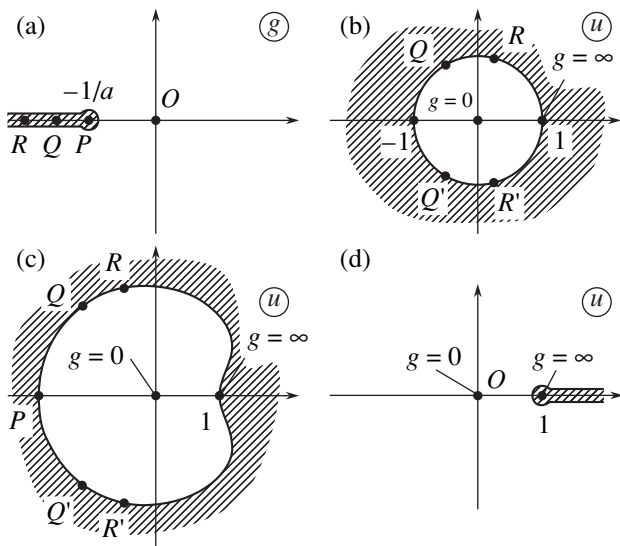 (a)
g
−1/a
O
R Q P
(b)
u
Q R
g = ∞
g = 0
−1 1
Q' R'
(c)
u
R
Q
g = ∞
g = 0
P 1
Q' R'
(d)
u
g = 0 g = ∞
O
1